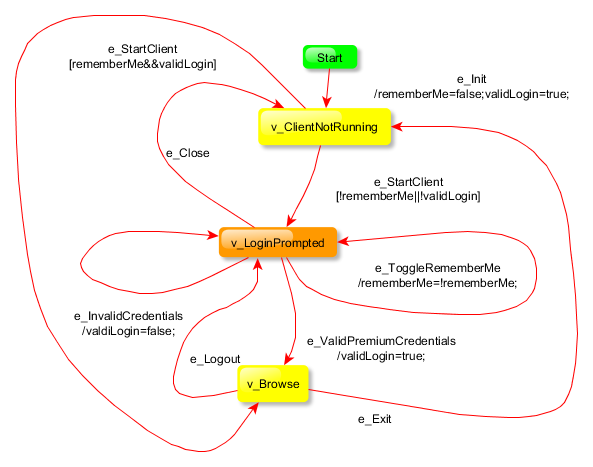 e_StartClient
[rememberMe&&validLogin]
Start
e_Init
/rememberMe=false;validLogin=true;
v_ClientNotRunning
e_Close
e_StartClient
[!rememberMe||!validLogin]
v_LoginPrompted
e_ToggleRememberMe
/rememberMe=!rememberMe;
e_InvalidCredentials
/valdiLogin=false;
e_ValidPremiumCredentials
/validLogin=true;
e_Logout
v_Browse
e_Exit